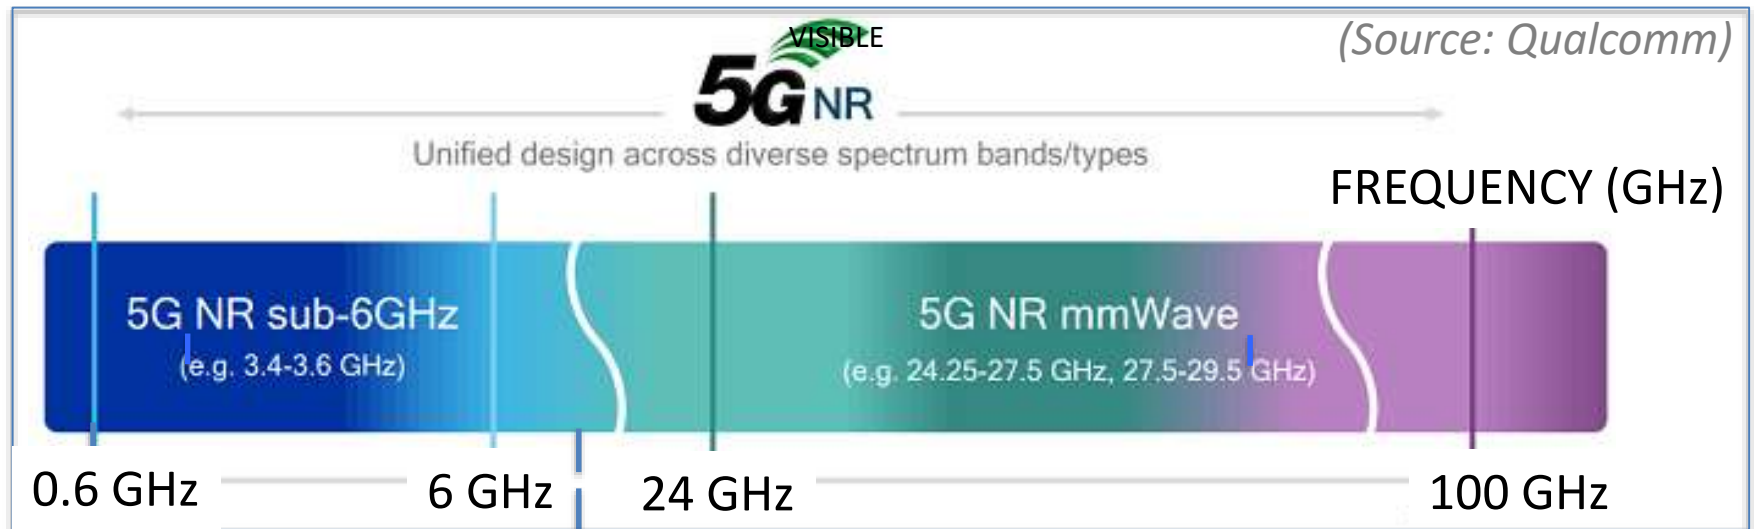 VISIBLE
(Source: Qualcomm)
5G NR
Unified design across diverse spectrum bands/types
FREQUENCY (GHz)
5G NR sub-6GHz
(e.g. 3.4-3.6 GHz)
5G NR mmWave
(e.g. 24.25-27.5 GHz, 27.5-29.5 GHz)
0.6 GHz
6 GHz
24 GHz
100 GHz